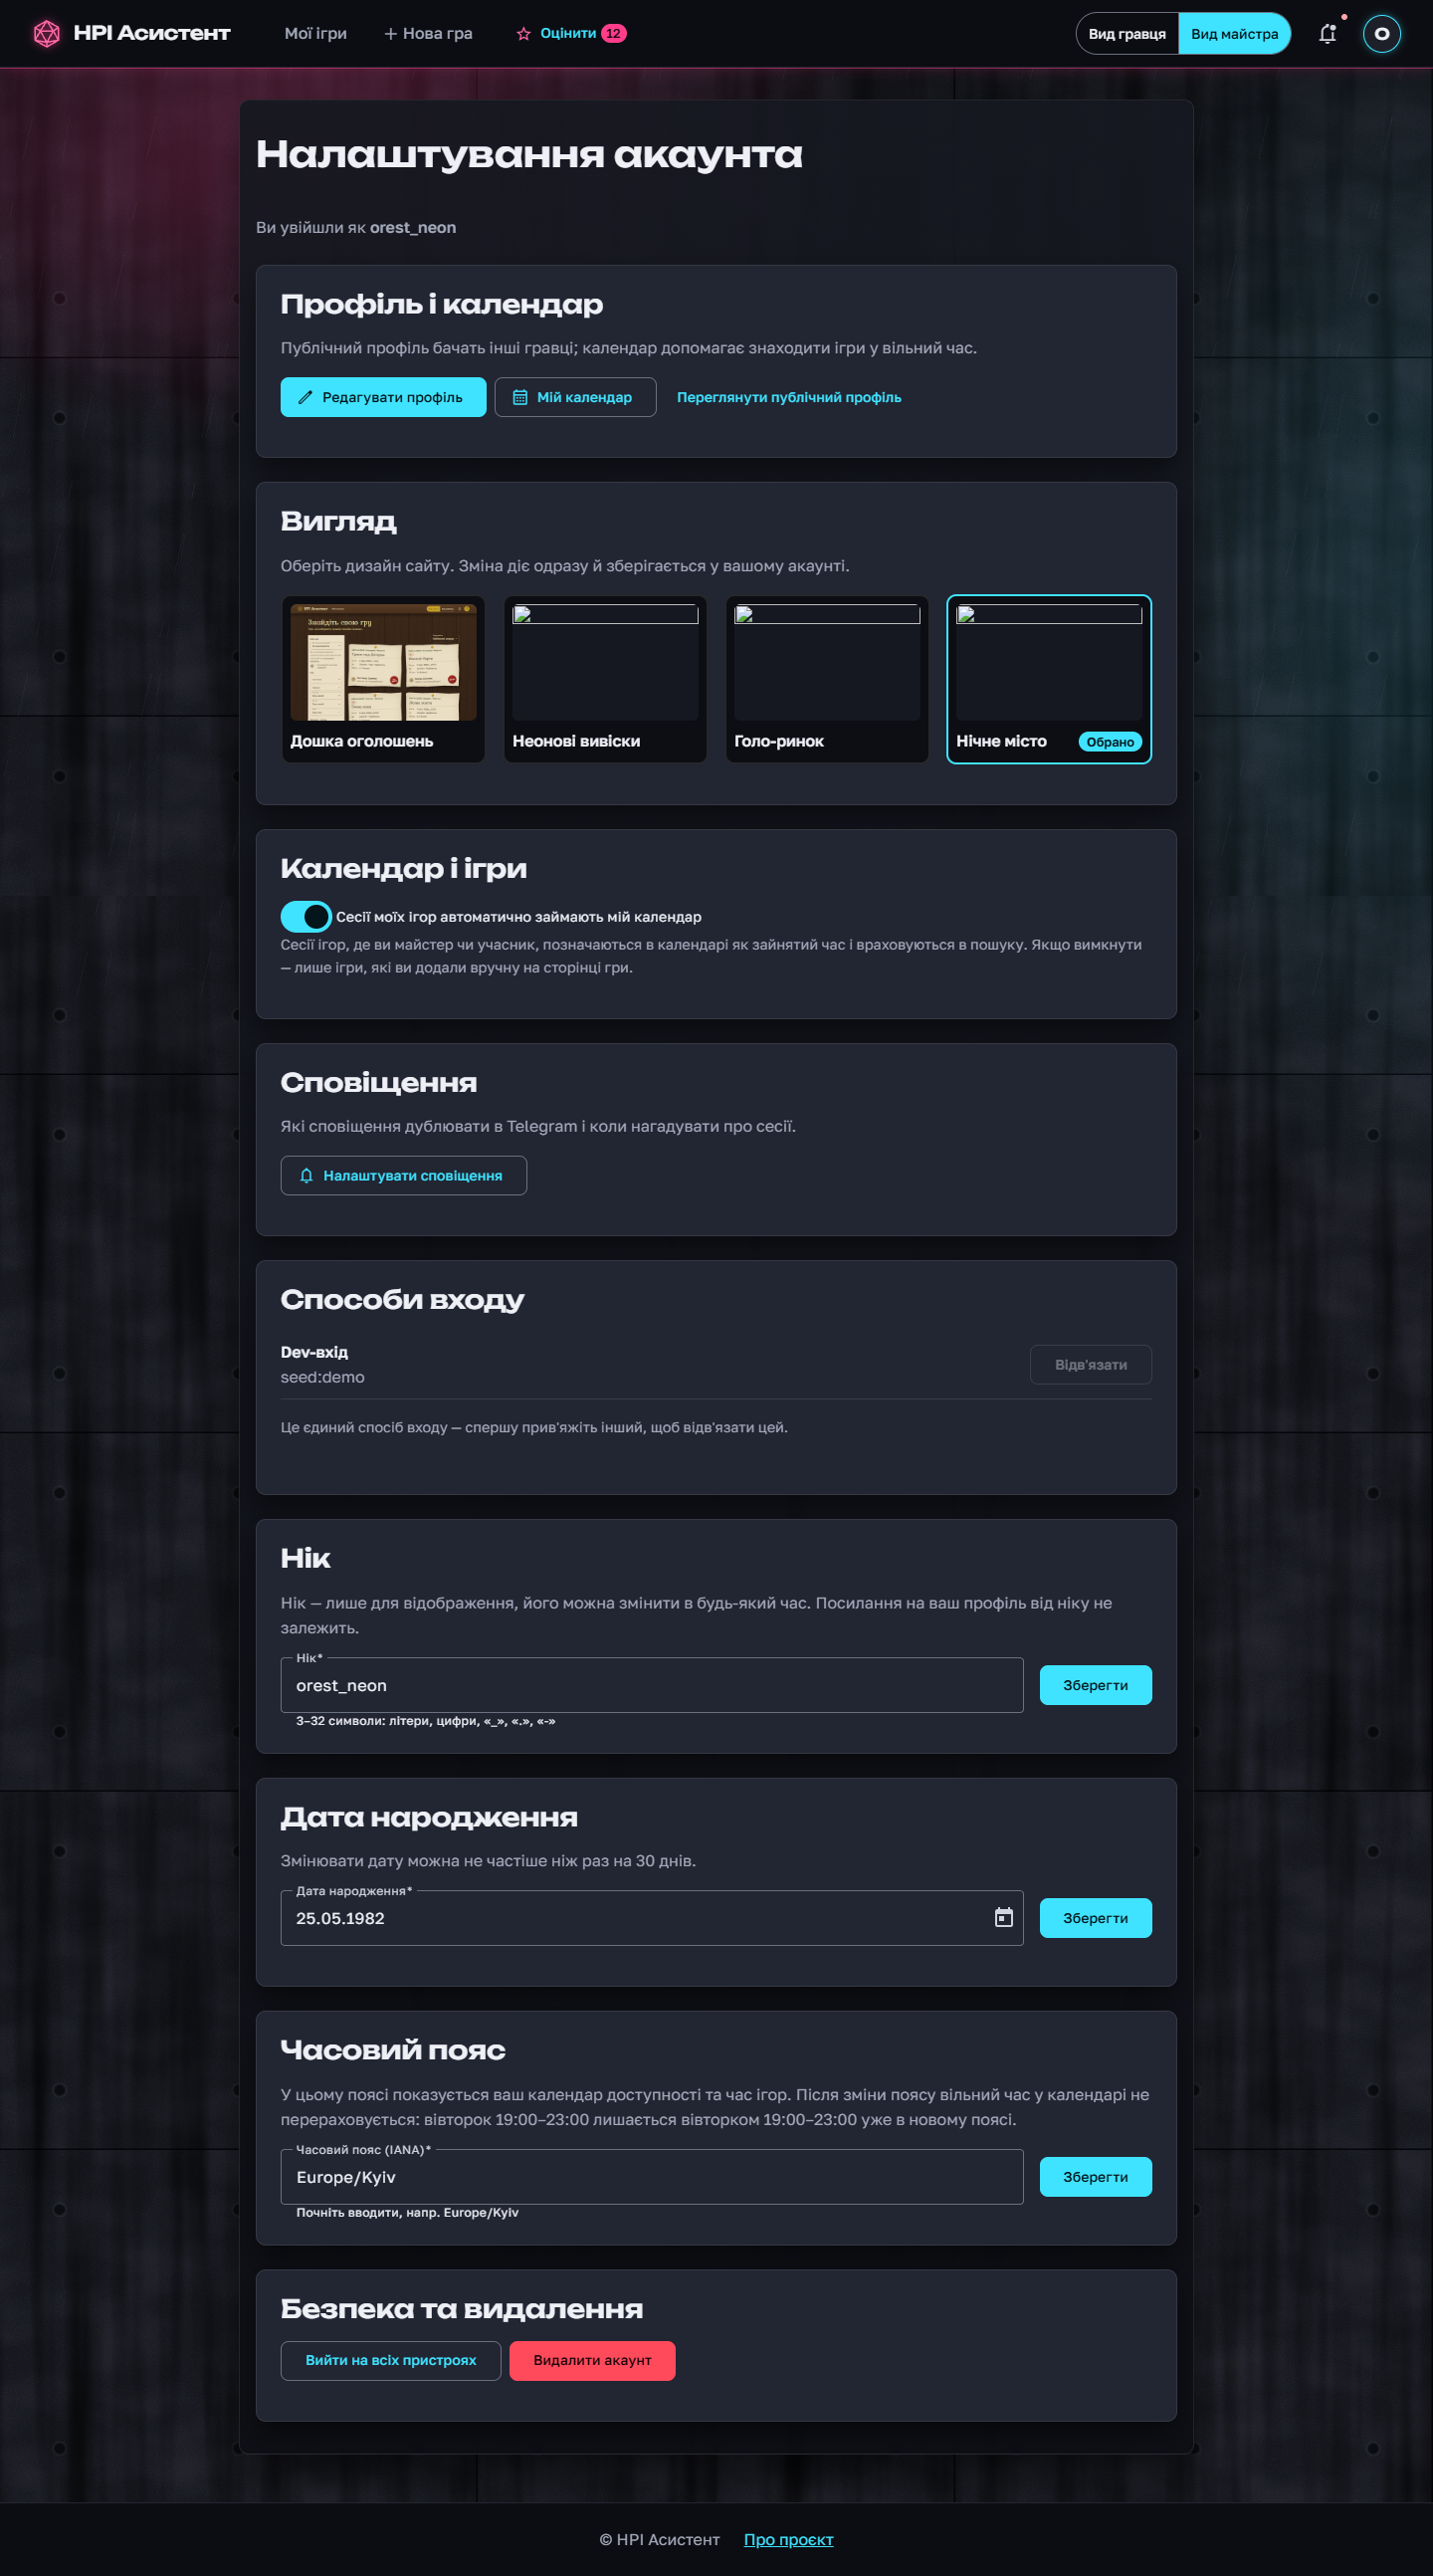 НРІ Асистент
Мої ігри
Нова гра
Оцінити 12
Вид гравця
Вид майстра
О
Налаштування акаунта
Ви увійшли як orest_neon
Профіль і календар
Публічний профіль бачать інші гравці; календар допомагає знаходити ігри у вільний час.
Редагувати профіль
Мій календар
Переглянути публічний профіль
Вигляд
Оберіть дизайн сайту. Зміна діє одразу й зберігається у вашому акаунті.
Знайдіть свою гру
Дошка оголошень
Неонові вивіски
Голо-ринок
Нічне місто
Обрано
Календар і ігри
Сесії моїх ігор автоматично займають мій календар
Сесії ігор, де ви майстер чи учасник, позначаються в календарі як зайнятий час і враховуються в пошуку. Якщо вимкнути
— лише ігри, які ви додали вручну на сторінці гри.
Сповіщення
Які сповіщення дублювати в Telegram і коли нагадувати про сесії.
Налаштувати сповіщення
Способи входу
Dev-вхід
seed:demo
Відв'язати
Це єдиний спосіб входу — спершу прив'яжіть інший, щоб відв'язати цей.
Нік
Нік — лише для відображення, його можна змінити в будь-який час. Посилання на ваш профіль від ніку не
залежить.
Нік*
orest_neon
Зберегти
3–32 символи: літери, цифри, «_», «.», «-»
Дата народження
Змінювати дату можна не частіше ніж раз на 30 днів.
Дата народження*
25.05.1982
Зберегти
Часовий пояс
У цьому поясі показується ваш календар доступності та час ігор. Після зміни поясу вільний час у календарі не
перераховується: вівторок 19:00–23:00 лишається вівторком 19:00–23:00 уже в новому поясі.
Часовий пояс (IANA)*
Europe/Kyiv
Зберегти
Почніть вводити, напр. Europe/Kyiv
Безпека та видалення
Вийти на всіх пристроях
Видалити акаунт
© НРІ Асистент
Про проєкт